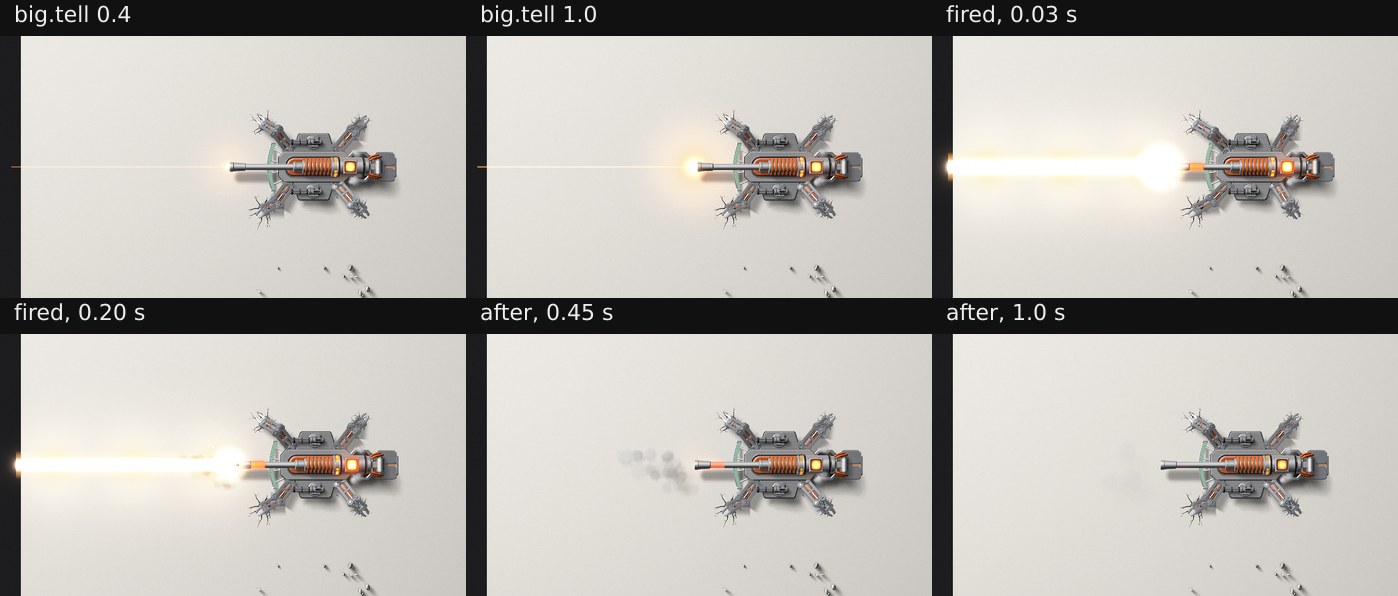 big.tell 0.4
big.tell 1.0
fired, 0.03 s
fired, 0.20 s
after, 0.45 s
after, 1.0 s